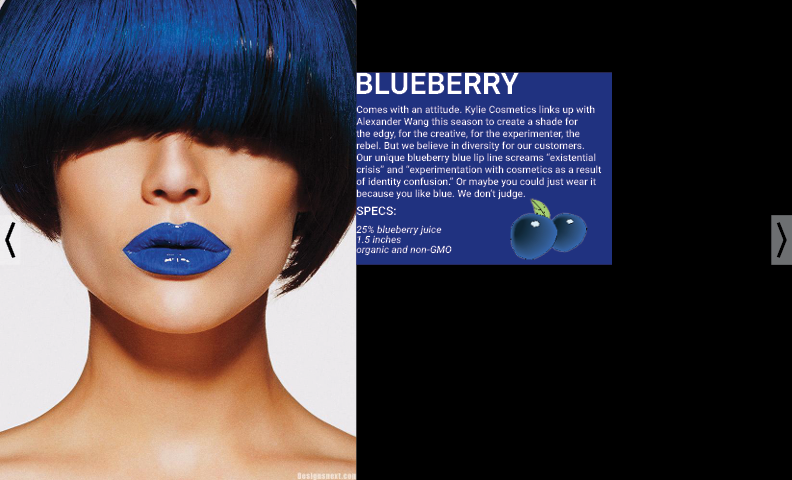 BLUEBERRY
Comes with an attitude. Kylie Cosmetics links up with
Alexander Wang this season to create a shade for
the edgy, for the creative, for the experimenter, the
rebel. But we believe in diversity for our customers.
Our unique blueberry blue lip line screams "existential
crisis" and "experimentation with cosmetics as a result
of identity confusion." Or maybe you could just wear it
because you like blue. We don't judge.
SPECS:
25% blueberry juice
1.5 inches
organic and non-GMO
Designsnext.com